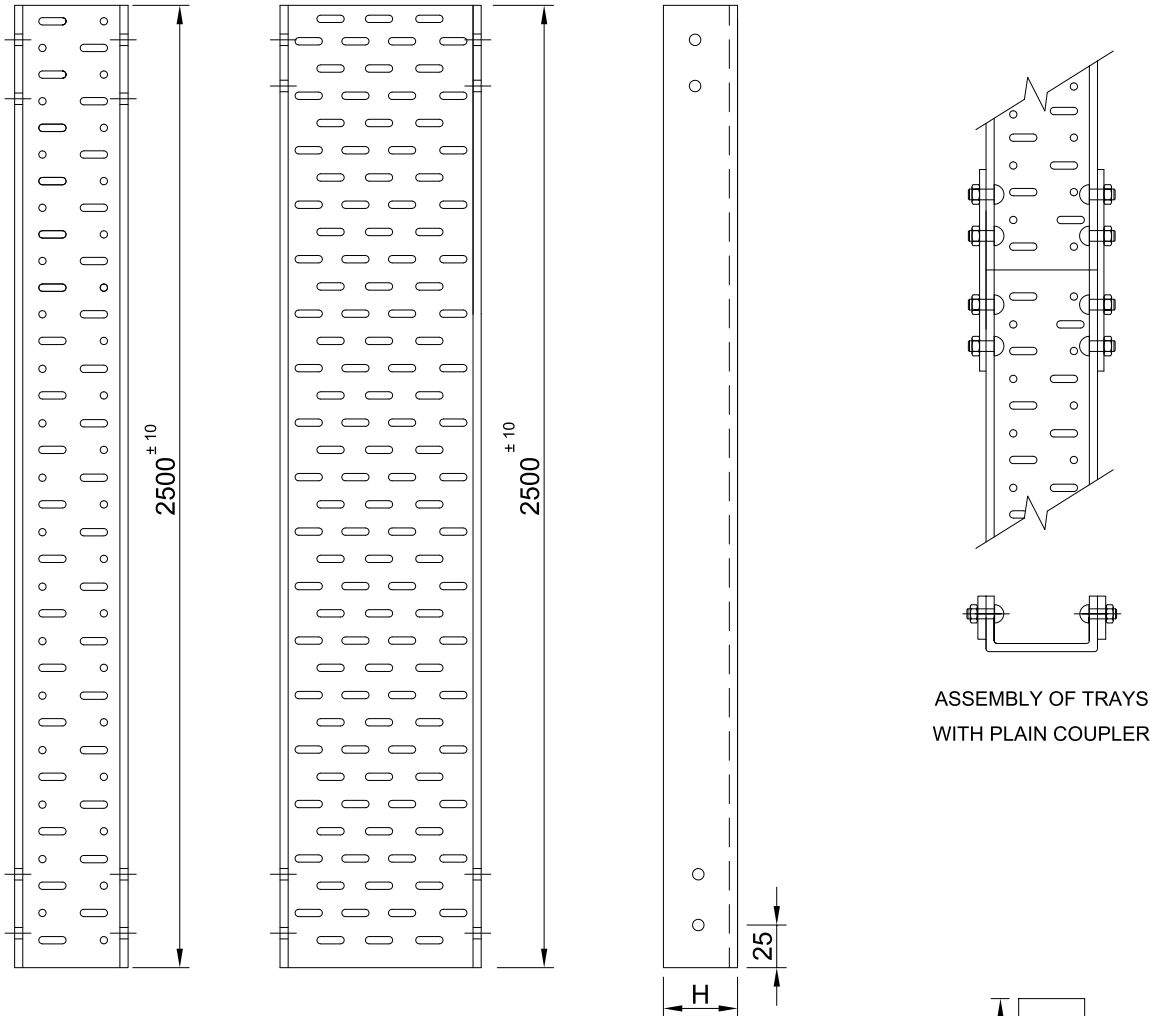 2500 ± 10
2500 ± 10
25
H
ASSEMBLY OF TRAYS
WITH PLAIN COUPLER